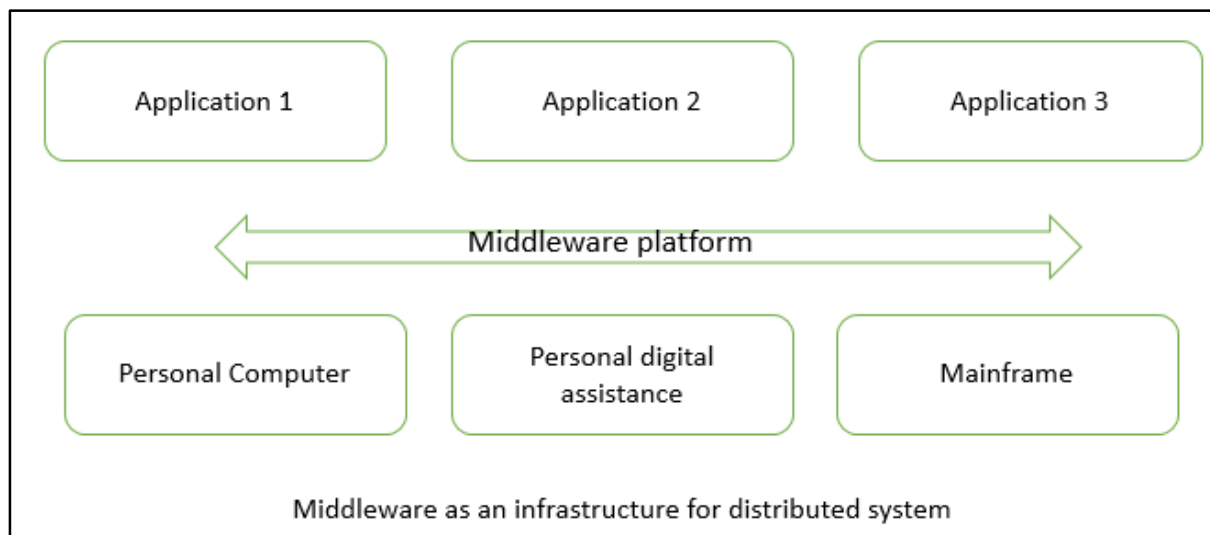 Application 1
Application 2
Application 3
Middleware platform
Personal Computer
Personal digital
assistance
Mainframe
Middleware as an infrastructure for distributed system